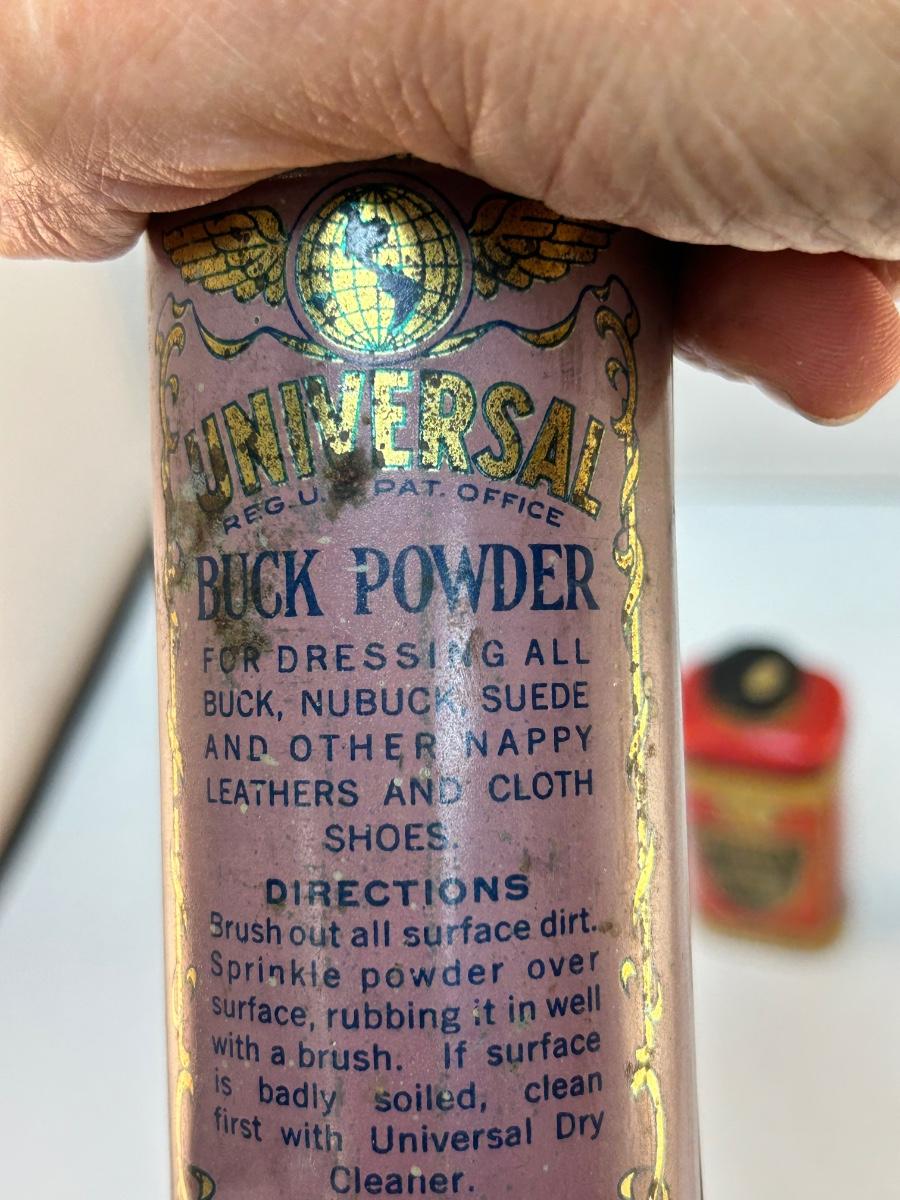 UNIVERSAL
REG. U.S. PAT. OFFICE
BUCK POWDER
FOR DRESSING ALL
BUCK, NUBUCK, SUEDE
AND OTHER NAPPY
LEATHERS AND CLOTH
SHOES.
DIRECTIONS
Brush out all surface dirt.
Sprinkle powder over
surface, rubbing it in well
with a brush. If surface
is badly soiled, clean
first with Universal Dry
Cleaner.